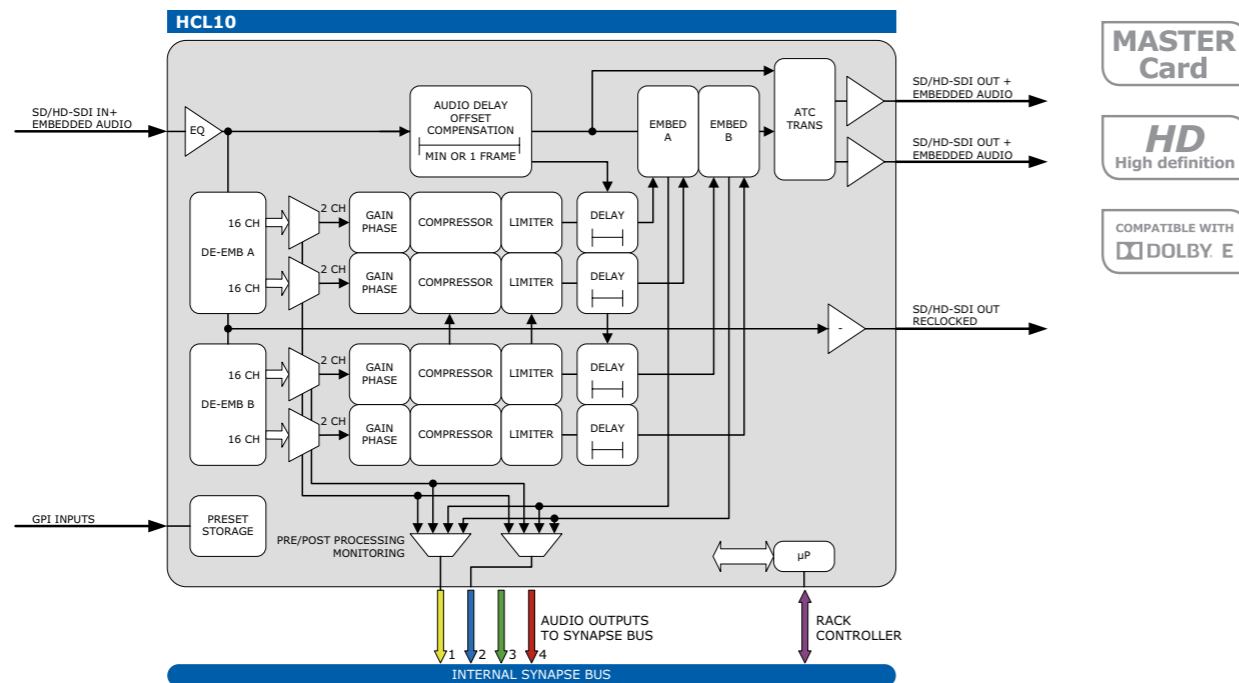 HCL10
MASTER
Card
SD/HD-SDI IN+
EMBEDDED AUDIO
EQ
AUDIO DELAY
OFFSET
COMPENSATION
MIN OR 1 FRAME
EMBED
A
EMBED
B
ATC
TRANS
SD/HD-SDI OUT +
EMBEDDED AUDIO
SD/HD-SDI OUT +
EMBEDDED AUDIO
HD
High definition
COMPATIBLE WITH
DOLBY E
DE-EMB A
16 CH
2 CH
GAIN
PHASE
COMPRESSOR
LIMITER
DELAY
16 CH
2 CH
GAIN
PHASE
COMPRESSOR
LIMITER
DELAY
-
SD/HD-SDI OUT
RECLOCKED
DE-EMB B
16 CH
2 CH
GAIN
PHASE
COMPRESSOR
LIMITER
DELAY
16 CH
2 CH
GAIN
PHASE
COMPRESSOR
LIMITER
DELAY
GPI INPUTS
PRESET
STORAGE
PRE/POST PROCESSING
MONITORING
µP
1
2
3
4
AUDIO OUTPUTS
TO SYNAPSE BUS
RACK
CONTROLLER
INTERNAL SYNAPSE BUS